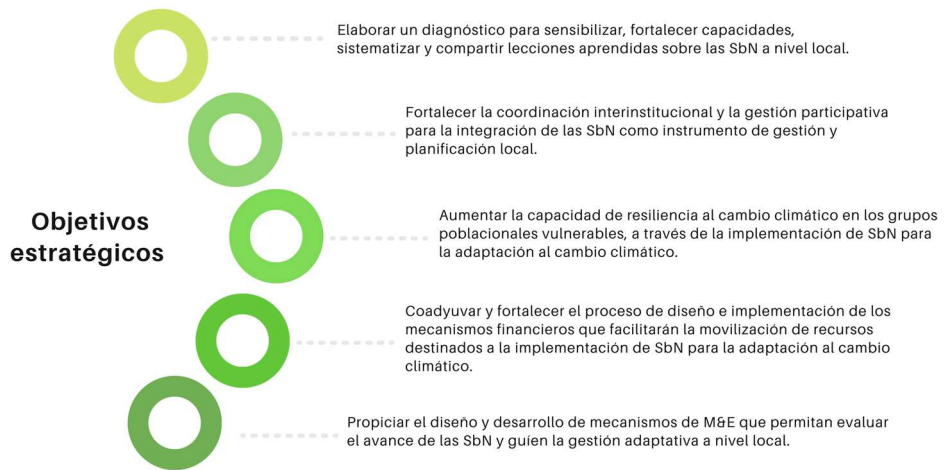 Objetivos
estratégicos
Elaborar un diagnóstico para sensibilizar, fortalecer capacidades,
sistematizar y compartir lecciones aprendidas sobre las SbN a nivel local.
Fortalecer la coordinación interinstitucional y la gestión participativa
para la integración de las SbN como instrumento de gestión y
planificación local.
Aumentar la capacidad de resiliencia al cambio climático en los grupos
poblacionales vulnerables, a través de la implementación de SbN para
la adaptación al cambio climático.
Coadyuvar y fortalecer el proceso de diseño e implementación de los
mecanismos financieros que facilitarán la movilización de recursos
destinados a la implementación de SbN para la adaptación al cambio
climático.
Propiciar el diseño y desarrollo de mecanismos de M&E que permitan evaluar
el avance de las SbN y guíen la gestión adaptativa a nivel local.